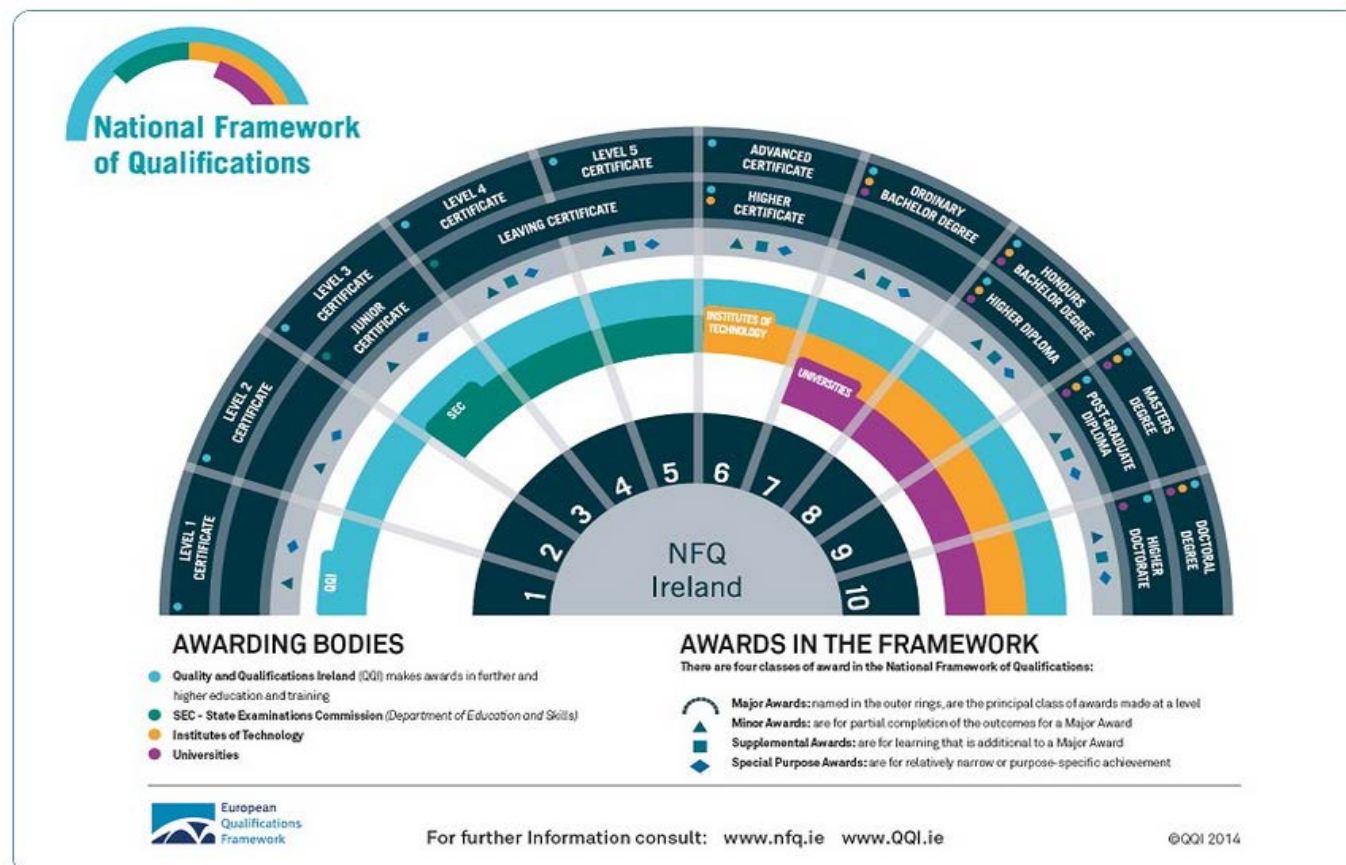 National Framework
of Qualifications
LEVEL 1
CERTIFICATE
LEVEL 2
CERTIFICATE
LEVEL 3
CERTIFICATE
JUNIOR
CERTIFICATE
LEVEL 4
CERTIFICATE
LEVEL 5
CERTIFICATE
LEAVING CERTIFICATE
ADVANCED
CERTIFICATE
HIGHER
CERTIFICATE
ORDINARY
BACHELOR DEGREE
HONOURS
BACHELOR DEGREE
HIGHER DIPLOMA
MASTERS
DEGREE
POST-GRADUATE
DIPLOMA
DOCTORAL
DEGREE
HIGHER
DOCTORATE
QQI
SEC
INSTITUTES OF
TECHNOLOGY
UNIVERSITIES
1
2
3
4
5
6
7
8
9
10
NFQ
Ireland
AWARDING BODIES
Quality and Qualifications Ireland (QQI) makes awards in further and
higher education and training
SEC - State Examinations Commission (Department of Education and Skills)
Institutes of Technology
Universities
AWARDS IN THE FRAMEWORK
There are four classes of award in the National Framework of Qualifications:
Major Awards: named in the outer rings, are the principal class of awards made at a level
Minor Awards: are for partial completion of the outcomes for a Major Award
Supplemental Awards: are for learning that is additional to a Major Award
Special Purpose Awards: are for relatively narrow or purpose-specific achievement
European
Qualifications
Framework
For further Information consult: www.nfq.ie www.QQI.ie
©QQI 2014